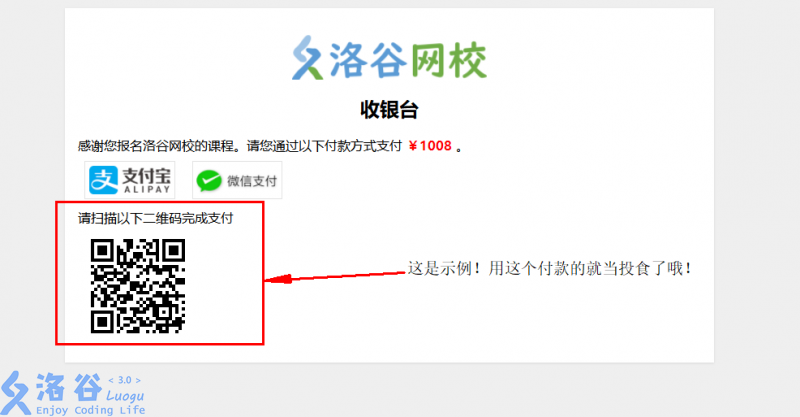 洛谷网校
收银台
感谢您报名洛谷网校的课程。请您通过以下付款方式支付 ￥1008 。
支付宝
ALIPAY
微信支付
请扫描以下二维码完成支付
这是示例！用这个付款的就当投食了哦！
洛谷 < 3.0 >
Luogu
Enjoy Coding Life